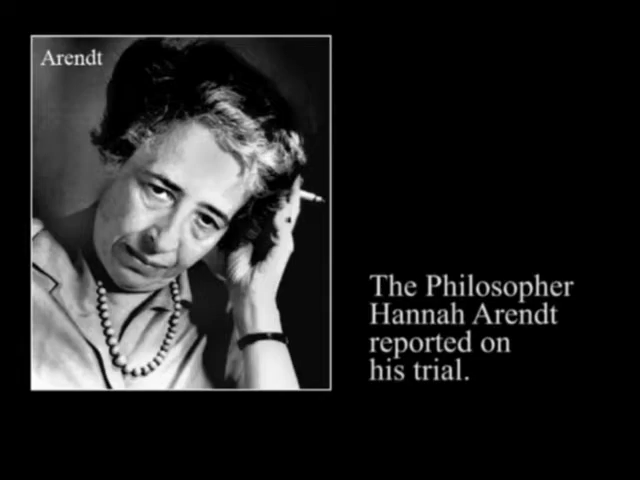 Arendt
The Philosopher
Hannah Arendt
reported on
his trial.